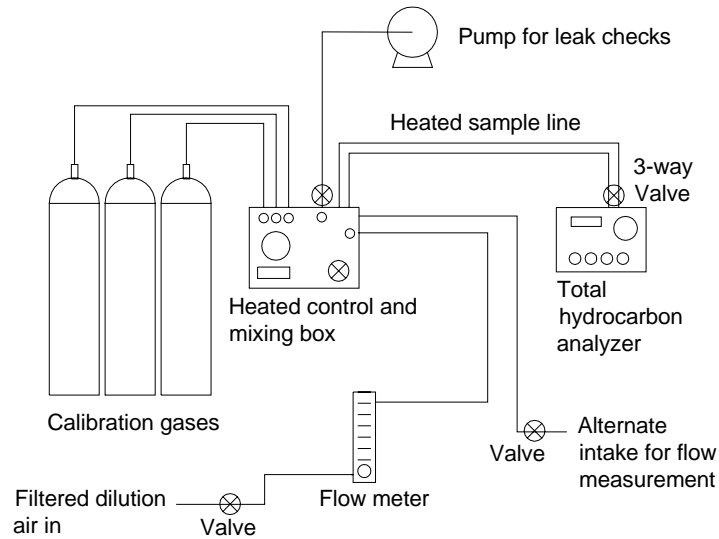 Pump for leak checks
Heated sample line
3-way
Valve
Heated control and
mixing box
Total
hydrocarbon
analyzer
Calibration gases
Alternate
intake for flow
measurement
Valve
Flow meter
Filtered dilution
air in
Valve